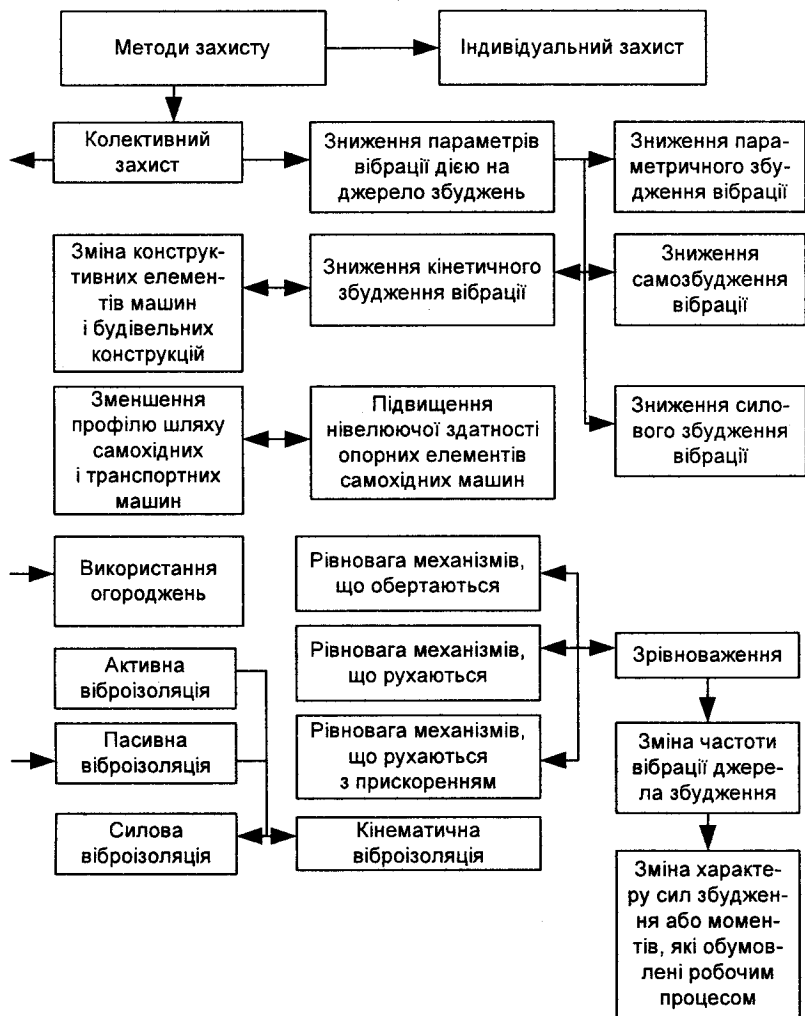 Методи захисту
Індивідуальний захист
Колективний
захист
Зниження параметрів
вібрації дією на
джерело збуджень
Зниження пара-
метричного збу-
дження вібрації
Зміна конструк-
тивних елемен-
тів машин
і будівельних
конструкцій
Зниження кінетичного
збудження вібрації
Зниження
самозбудження
вібрації
Зменшення
профілю шляху
самохідних
і транспортних
машин
Підвищення
нівелюючої здатності
опорних елементів
самохідних машин
Зниження сило-
вого збудження
вібрації
Використання
огороджень
Рівновага механізмів,
що обертаються
Активна
віброізоляція
Рівновага механізмів,
що рухаються
Зрівноваження
Пасивна
віброізоляція
Рівновага механізмів,
що рухаються
з прискоренням
Зміна частоти
вібрації джере-
ла збудження
Силова
віброізоляція
Кінематична
віброізоляція
Зміна характе-
ру сил збуджен-
ня або момен-
тів, які обумов-
лені робочим
процесом